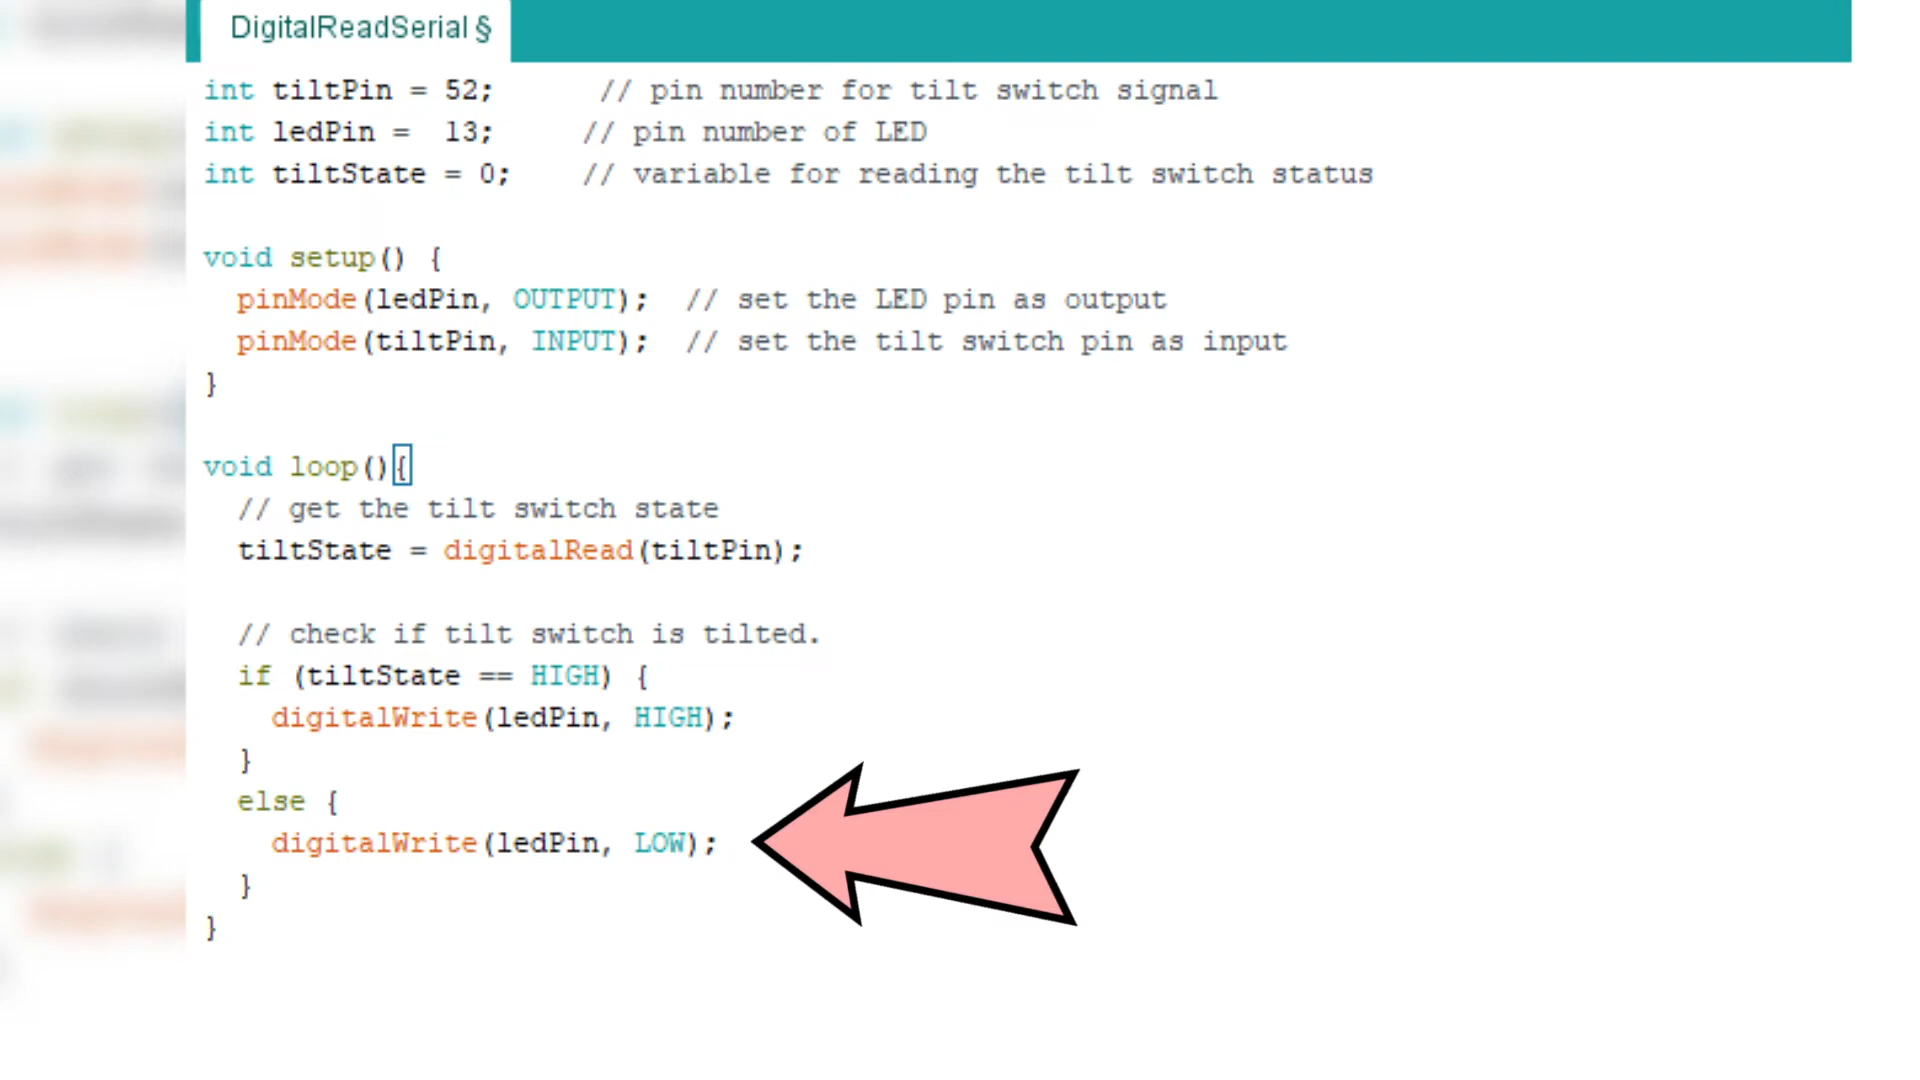 DigitalReadSerial §
int tiltPin = 52;      // pin number for tilt switch signal
int ledPin =  13;     // pin number of LED
int tiltState = 0;    // variable for reading the tilt switch status
void setup() {
  pinMode(ledPin, OUTPUT);  // set the LED pin as output
  pinMode(tiltPin, INPUT);  // set the tilt switch pin as input
}
void loop(){
  // get the tilt switch state
  tiltState = digitalRead(tiltPin);
  // check if tilt switch is tilted.
  if (tiltState == HIGH) {
    digitalWrite(ledPin, HIGH);
  }
  else {
    digitalWrite(ledPin, LOW);
  }
}